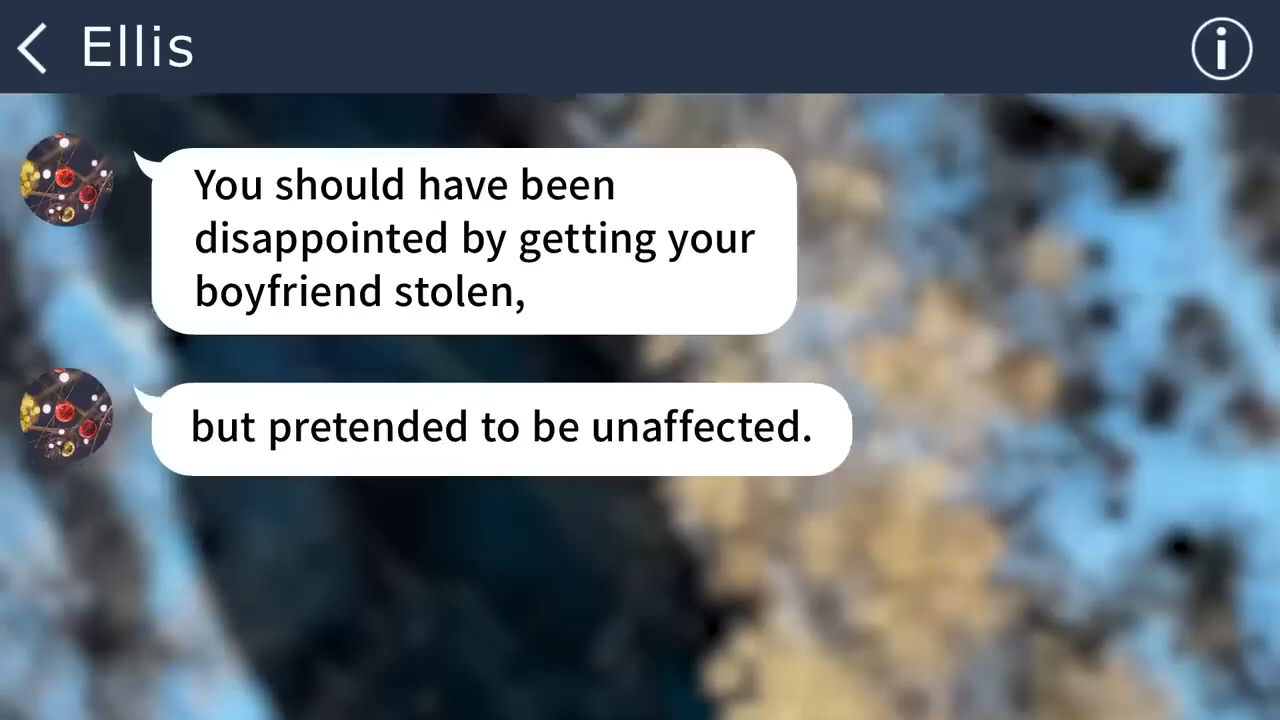 Ellis
You should have been
disappointed by getting your
boyfriend stolen,
but pretended to be unaffected.